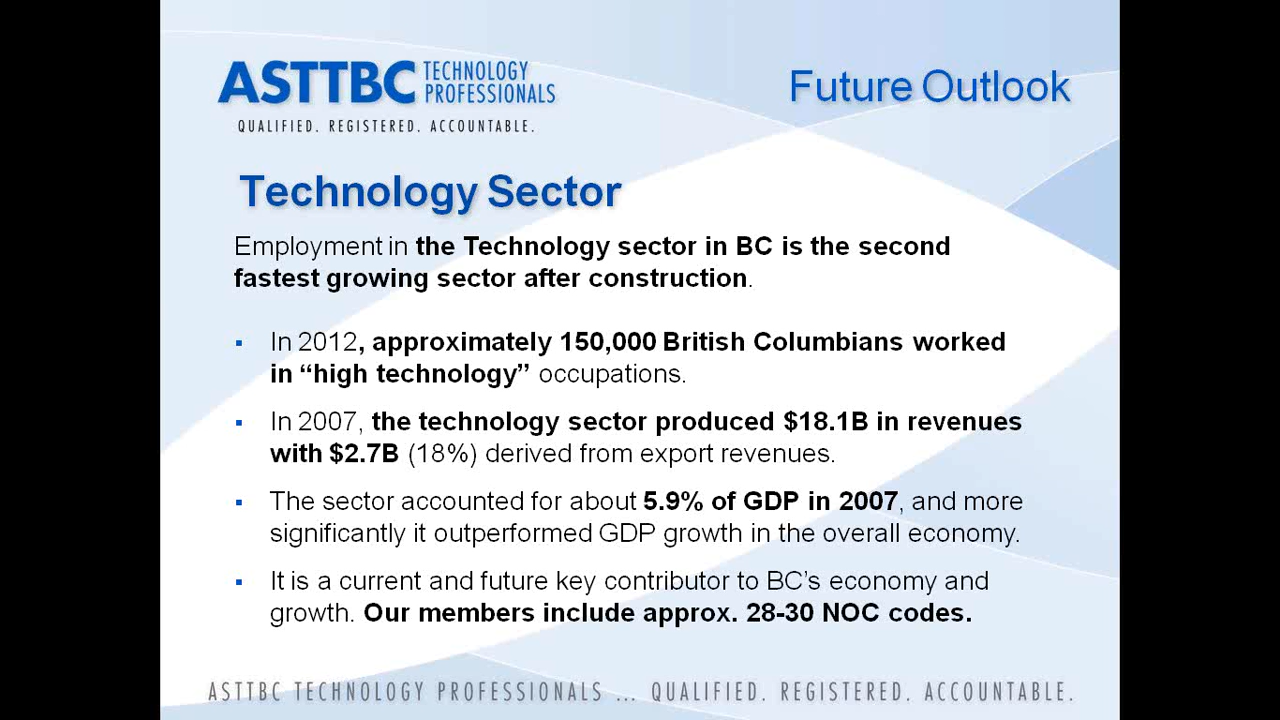 ASTTBC TECHNOLOGY PROFESSIONALS
QUALIFIED. REGISTERED. ACCOUNTABLE.
Future Outlook
Technology Sector
Employment in the Technology sector in BC is the second
fastest growing sector after construction.
▪ In 2012, approximately 150,000 British Columbians worked
in “high technology” occupations.
▪ In 2007, the technology sector produced $18.1B in revenues
with $2.7B (18%) derived from export revenues.
▪ The sector accounted for about 5.9% of GDP in 2007, and more
significantly it outperformed GDP growth in the overall economy.
▪ It is a current and future key contributor to BC’s economy and
growth. Our members include approx. 28-30 NOC codes.
ASTTBC TECHNOLOGY PROFESSIONALS ... QUALIFIED. REGISTERED. ACCOUNTABLE.